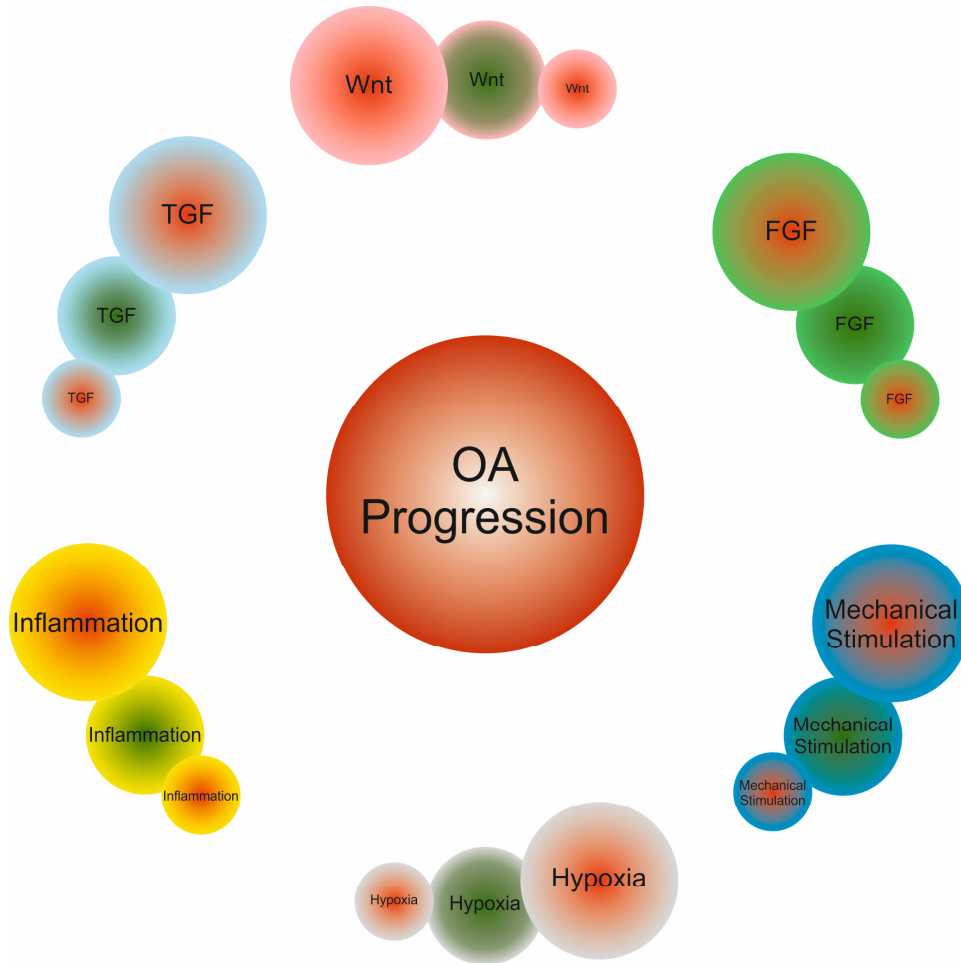 Wnt
Wnt
Wnt
TGF
TGF
TGF
FGF
FGF
FGF
OA
Progression
Inflammation
Inflammation
Inflammation
Mechanical
Stimulation
Mechanical
Stimulation
Mechanical
Stimulation
Hypoxia
Hypoxia
Hypoxia